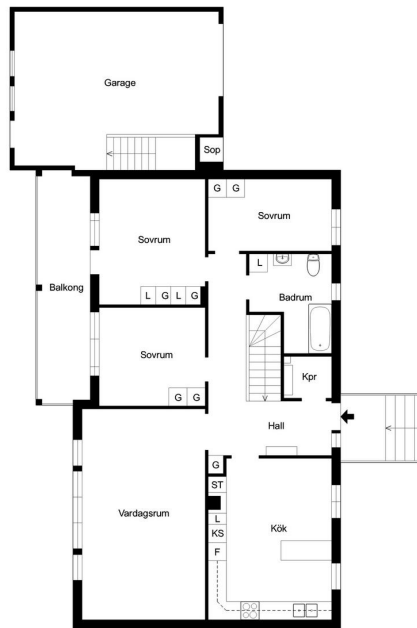 Garage
Sop
G G
Sovrum
Sovrum
L
Balkong
Badrum
L G L G
Sovrum
Kpr
G G
Hall
G
ST
Vardagsrum
L
Kök
KS
F